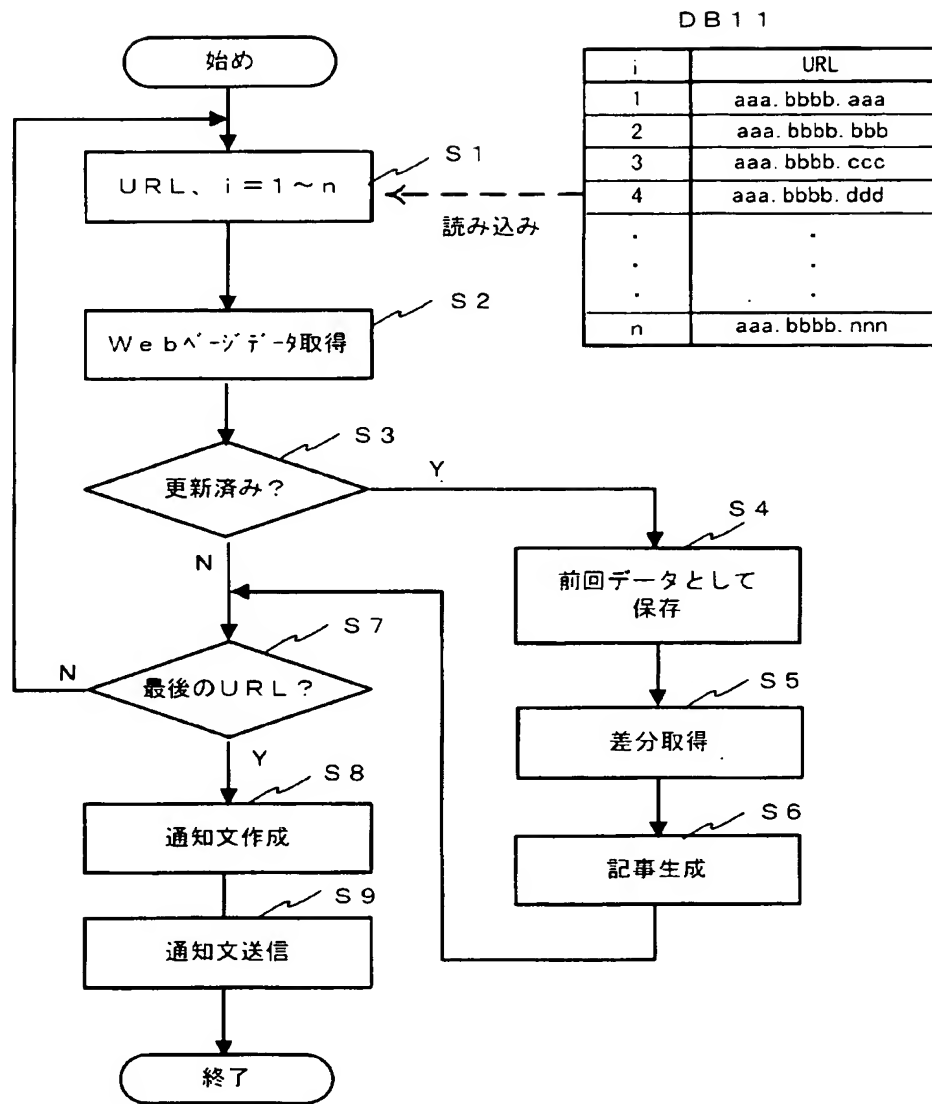 DB11
i URL
1 aaa.bbbb.aaa
2 aaa.bbbb.bbb
3 aaa.bbbb.ccc
4 aaa.bbbb.ddd
. .
. .
. .
n aaa.bbbb.nnn
始め
S1
URL、i=1~n
読み込み
S2
Webページデータ取得
S3
更新済み?
Y
N
S4
前回データとして
保存
S5
差分取得
S6
記事生成
S7
最後のURL?
N
Y
S8
通知文作成
S9
通知文送信
終了